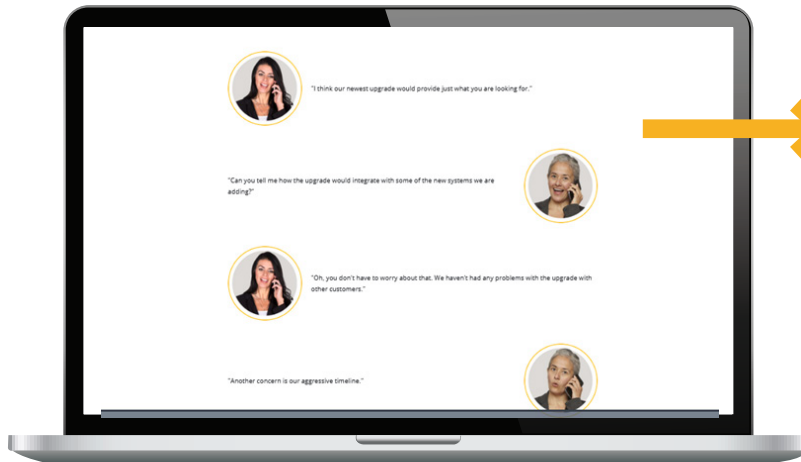 "I think our newest upgrade would provide just what you are looking for."
"Can you tell me how the upgrade would integrate with some of the new systems we are
adding?"
"Oh, you don't have to worry about that. We haven't had any problems with the upgrade with
other customers."
"Another concern is our aggressive timeline."